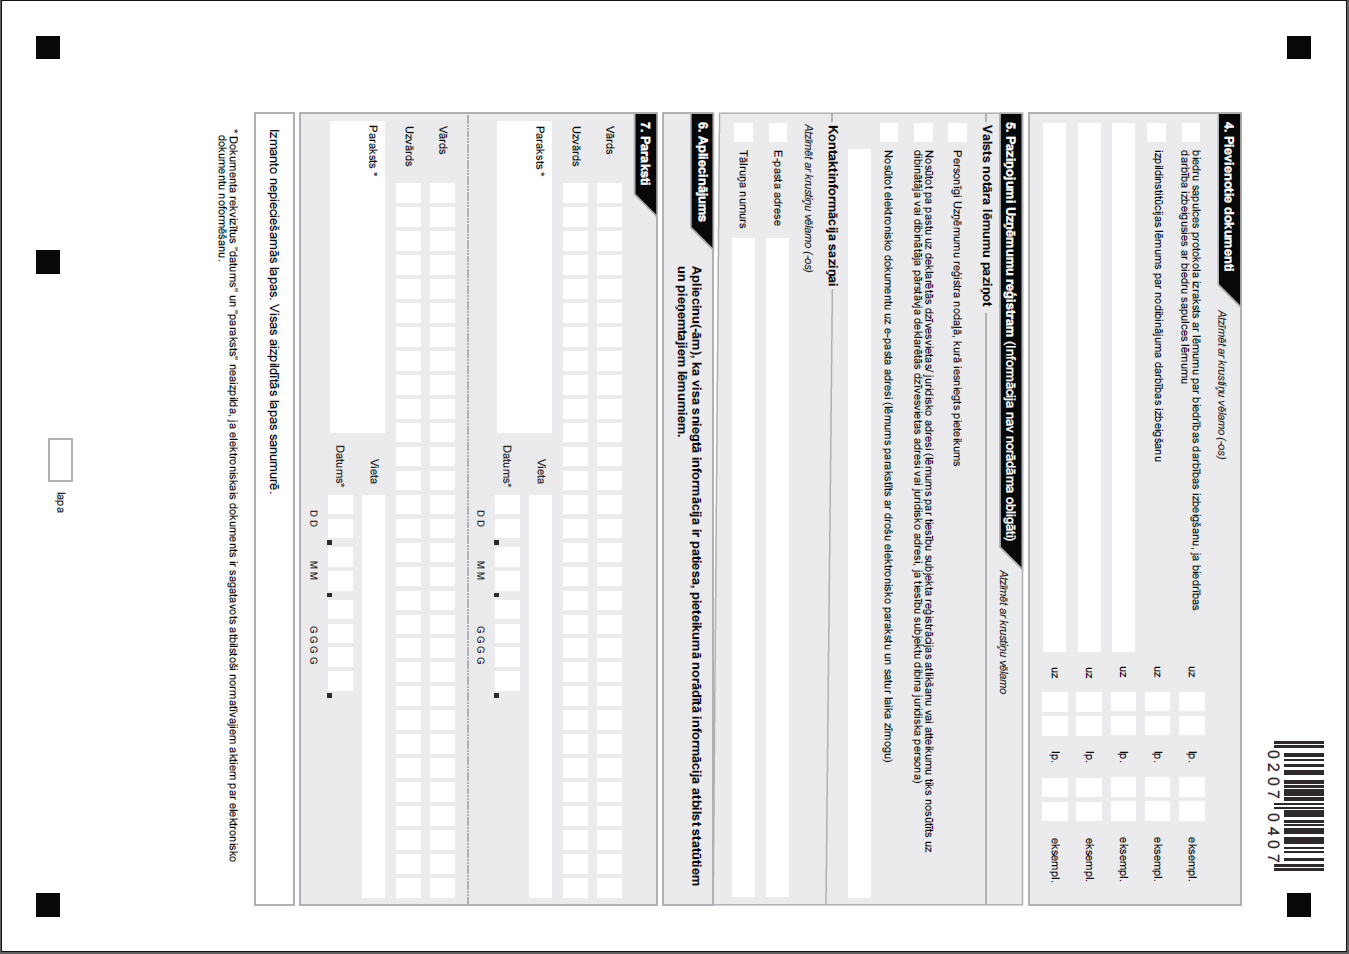 0207 0407
4. Pievienotie dokumenti Atzīmēt ar krustiņu vēlamo (-os)
biedru sapulces protokola izraksts ar lēmumu par biedrības darbības izbeigšanu, ja biedrības
darbība izbeigusies ar biedru sapulces lēmumu uz lp. eksempl.
izpildinstitūcijas lēmums par nodibinājuma darbības izbeigšanu uz lp. eksempl.
uz lp. eksempl.
uz lp. eksempl.
uz lp. eksempl.
5. Paziņojumi Uzņēmumu reģistram (Informācija nav norādāma obligāti) Atzīmēt ar krustiņu vēlamo
Valsts notāra lēmumu paziņot
Personīgi Uzņēmumu reģistra nodaļā, kurā iesniegts pieteikums
Nosūtot pa pastu uz deklarētās dzīvesvietas/ juridisko adresi (lēmums par tiesību subjekta reģistrācijas atlikšanu vai atteikumu tiks nosūtīts uz
dibinātāja vai dibinātāja pārstāvja deklarētās dzīvesvietas adresi vai juridisko adresi, ja tiesību subjektu dibina juridiska persona)
Nosūtot elektronisko dokumentu uz e-pasta adresi (lēmums parakstīts ar drošu elektronisko parakstu un satur laika zīmogu)
Kontaktinformācija saziņai
Atzīmēt ar krustiņu vēlamo (-os)
E-pasta adrese
Tālruņa numurs
6. Apliecinājums Apliecinu(-ām), ka visa sniegtā informācija ir patiesa, pieteikumā norādītā informācija atbilst statūtiem
un pieņemtajiem lēmumiem.
7. Paraksti
Vārds
Uzvārds
Paraksts * Vieta
Datums*
D D M M G G G G
Vārds
Uzvārds
Paraksts * Vieta
Datums*
D D M M G G G G
Izmanto nepieciešamās lapas. Visas aizpildītās lapas sanumurē.
* Dokumenta rekvizītus "datums" un "paraksts" neaizpilda, ja elektroniskais dokuments ir sagatavots atbilstoši normatīvajiem aktiem par elektronisko
dokumentu noformēšanu.
lapa